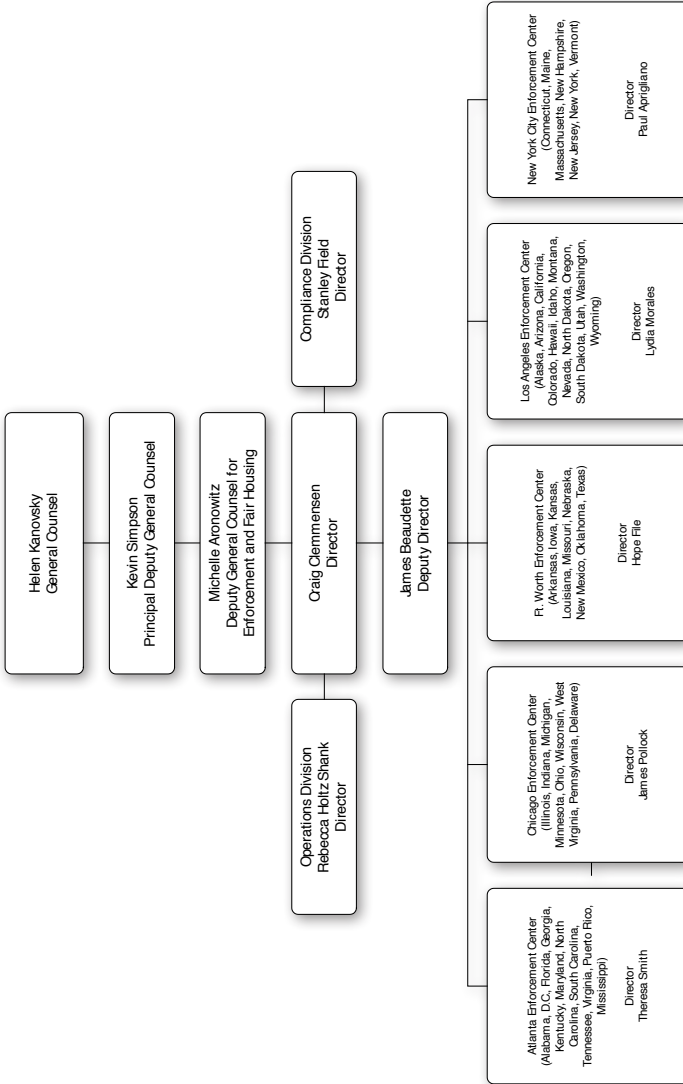 Helen Kanovsky
General Counsel
Kevin Simpson
Principal Deputy General Counsel
Michelle Aronowitz
Deputy General Counsel for
Enforcement and Fair Housing
Operations Division
Rebecca Holtz Shank
Director
Craig Clemmensen
Director
Compliance Division
Stanley Field
Director
James Beaudette
Deputy Director
Atlanta Enforcement Center
(Alabama, D.C., Florida, Georgia,
Kentucky, Maryland, North
Carolina, South Carolina,
Tennessee, Virginia, Puerto Rico,
Mississippi)
Director
Theresa Smith
Chicago Enforcement Center
(Illinois, Indiana, Michigan,
Minnesota, Ohio, Wisconsin, West
Virginia, Pennsylvania, Delaware)
Director
James Pollock
Ft. Worth Enforcement Center
(Arkansas, Iowa, Kansas,
Louisiana, Missouri, Nebraska,
New Mexico, Oklahoma, Texas)
Director
Hope File
Los Angeles Enforcement Center
(Alaska, Arizona, California,
Colorado, Hawaii, Idaho, Montana,
Nevada, North Dakota, Oregon,
South Dakota, Utah, Washington,
Wyoming)
Director
Lydia Morales
New York City Enforcement Center
(Connecticut, Maine,
Massachusetts, New Hampshire,
New Jersey, New York, Vermont)
Director
Paul Aprigliano